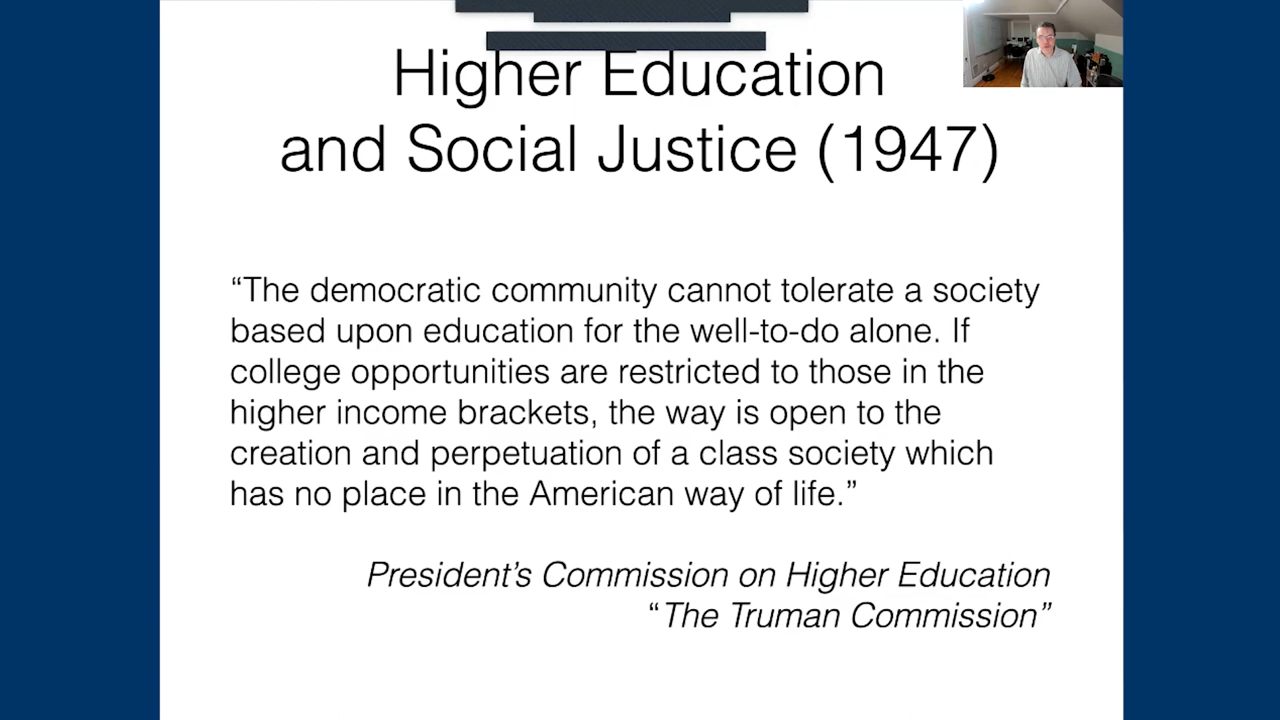 Higher Education
and Social Justice (1947)
“The democratic community cannot tolerate a society
based upon education for the well-to-do alone. If
college opportunities are restricted to those in the
higher income brackets, the way is open to the
creation and perpetuation of a class society which
has no place in the American way of life.”
President’s Commission on Higher Education
“The Truman Commission”